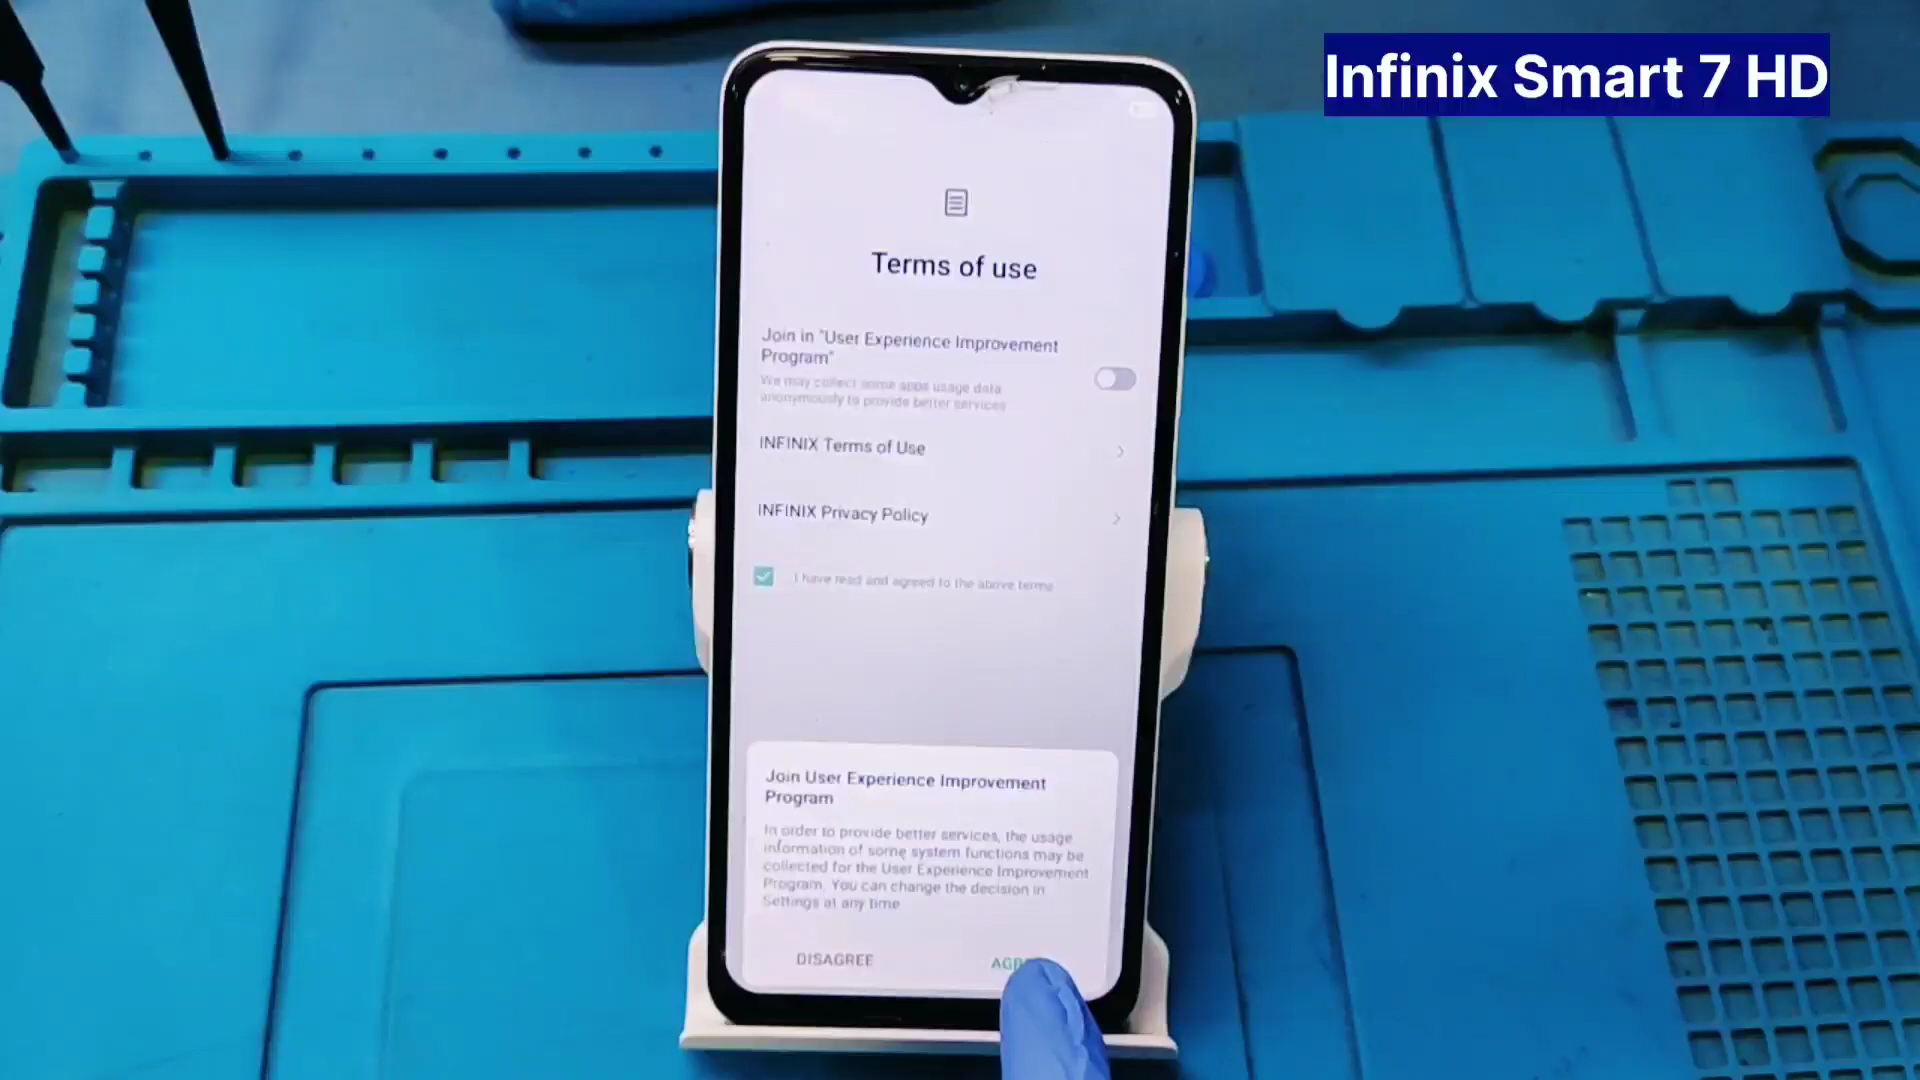 Infinix Smart 7 HD
Terms of use
Join in "User Experience Improvement
Program"
We may collect some apps usage data
anonymously to provide better services
INFINIX Terms of Use
INFINIX Privacy Policy
I have read and agreed to the above terms
Join User Experience Improvement
Program
In order to provide better services, the usage
information of some system functions may be
collected for the User Experience Improvement
Program. You can change the decision in
Settings at any time
DISAGREE